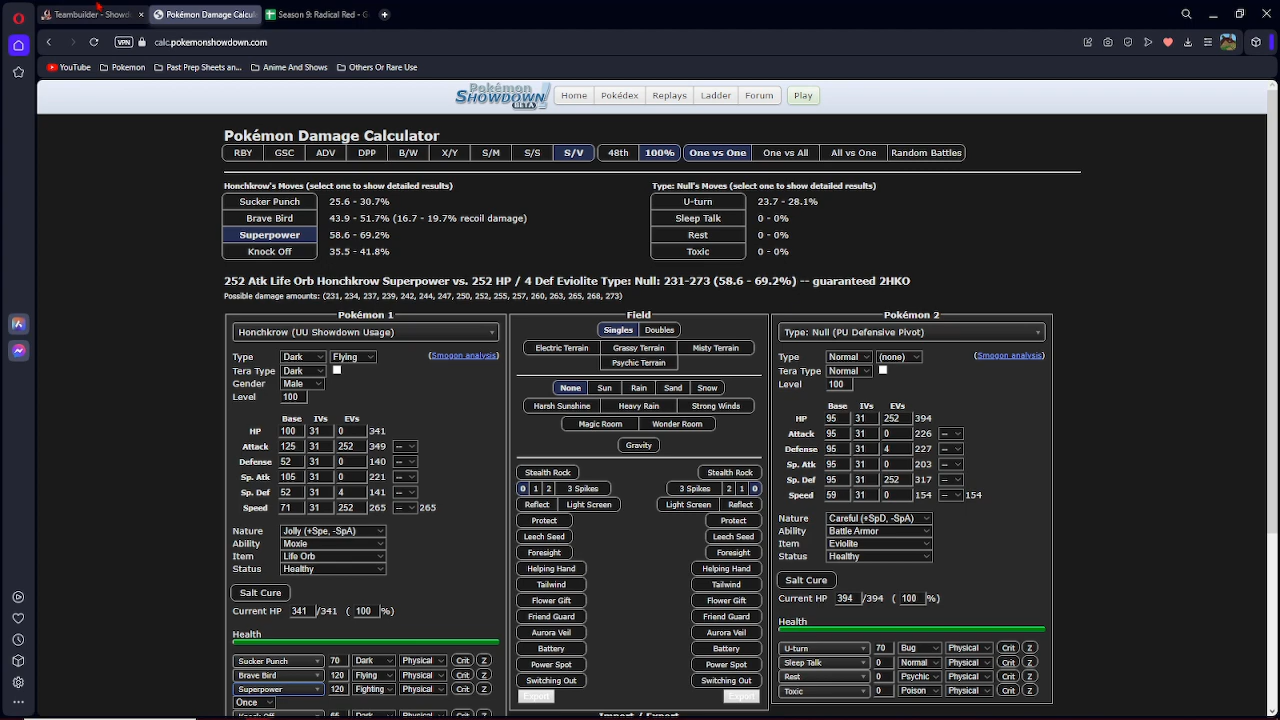 Teambuilder - Showd
Pokémon Damage Calcu
Season 9: Radical Red - G
VPN
calc.pokemonshowdown.com
YouTube Pokemon Past Prep Sheets an... Anime And Shows Others Or Rare Use
Pokémon SHOWDOWN! BETA Home Pokédex Replays Ladder Forum Play
Pokémon Damage Calculator
RBY GSC ADV DPP B/W X/Y S/M S/S S/V 48th 100% One vs One One vs All All vs One Random Battles
Honchkrow's Moves (select one to show detailed results)
Sucker Punch 25.6 - 30.7%
Brave Bird 43.9 - 51.7% (16.7 - 19.7% recoil damage)
Superpower 58.6 - 69.2%
Knock Off 35.5 - 41.8%
Type: Null's Moves (select one to show detailed results)
U-turn 23.7 - 28.1%
Sleep Talk 0 - 0%
Rest 0 - 0%
Toxic 0 - 0%
252 Atk Life Orb Honchkrow Superpower vs. 252 HP / 4 Def Eviolite Type: Null: 231-273 (58.6 - 69.2%) -- guaranteed 2HKO
Possible damage amounts: (231, 234, 237, 239, 242, 244, 247, 250, 252, 255, 257, 260, 263, 265, 268, 273)
Pokémon 1
Honchkrow (UU Showdown Usage)
Type Dark Flying (Smogon analysis)
Tera Type Dark
Gender Male
Level 100
Base IVs EVs
HP 100 31 0 341
Attack 125 31 252 349 --
Defense 52 31 0 140 --
Sp. Atk 105 31 0 221 --
Sp. Def 52 31 4 141 --
Speed 71 31 252 265 -- 265
Nature Jolly (+Spe, -SpA)
Ability Moxie
Item Life Orb
Status Healthy
Salt Cure
Current HP 341 /341 ( 100 %)
Health
Sucker Punch 70 Dark Physical Crit Z
Brave Bird 120 Flying Physical Crit Z
Superpower 120 Fighting Physical Crit Z
Once
Knock Off 65 Dark Physical Crit Z
Field
Singles Doubles
Electric Terrain Grassy Terrain Misty Terrain
Psychic Terrain
None Sun Rain Sand Snow
Harsh Sunshine Heavy Rain Strong Winds
Magic Room Wonder Room
Gravity
Stealth Rock Stealth Rock
0 1 2 3 Spikes 3 Spikes 2 1 0
Reflect Light Screen Light Screen Reflect
Protect Protect
Leech Seed Leech Seed
Foresight Foresight
Helping Hand Helping Hand
Tailwind Tailwind
Flower Gift Flower Gift
Friend Guard Friend Guard
Aurora Veil Aurora Veil
Battery Battery
Power Spot Power Spot
Switching Out Switching Out
Export Export
Import / Export
Pokémon 2
Type: Null (PU Defensive Pivot)
Type Normal (none) (Smogon analysis)
Tera Type Normal
Level 100
Base IVs EVs
HP 95 31 252 394
Attack 95 31 0 226 --
Defense 95 31 4 227 --
Sp. Atk 95 31 0 203 --
Sp. Def 95 31 252 317 --
Speed 59 31 0 154 -- 154
Nature Careful (+SpD, -SpA)
Ability Battle Armor
Item Eviolite
Status Healthy
Salt Cure
Current HP 394 /394 ( 100 %)
Health
U-turn 70 Bug Physical Crit Z
Sleep Talk 0 Normal Physical Crit Z
Rest 0 Psychic Physical Crit Z
Toxic 0 Poison Physical Crit Z